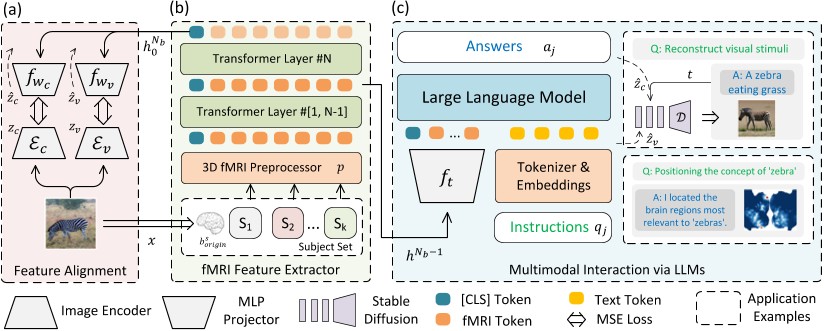 (a)
(b)
(c)
f_{w_c}
f_{w_v}
ẑ_c
ẑ_v
z_c
z_v
ℰ_c
ℰ_v
x
Feature Alignment
h_0^{N_b}
Transformer Layer #N
Transformer Layer #[1, N-1]
3D fMRI Preprocessor p
b^s_{origin}
S_1
S_2
...
S_k
Subject Set
fMRI Feature Extractor
h^{N_b-1}
Answers a_j
Large Language Model
...
f_t
Tokenizer &
Embeddings
Instructions q_j
Multimodal Interaction via LLMs
Q: Reconstruct visual stimuli
t
A: A zebra
eating grass
ẑ_c
ẑ_v
𝒟
Q: Positioning the concept of 'zebra'
A: I located the
brain regions most
relevant to 'zebras'.
Image Encoder
MLP
Projector
Stable
Diffusion
[CLS] Token
fMRI Token
Text Token
MSE Loss
Application
Examples